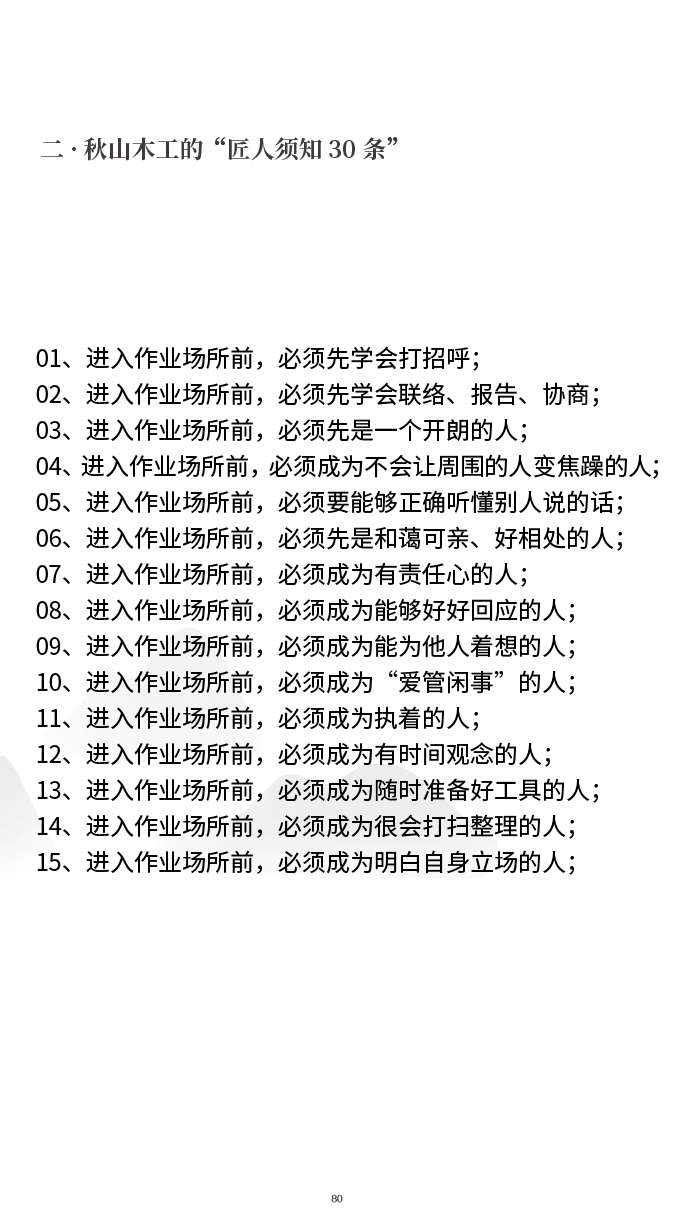 二·秋山木工的“匠人须知 30 条”
01、进入作业场所前，必须先学会打招呼；
02、进入作业场所前，必须先学会联络、报告、协商；
03、进入作业场所前，必须先是一个开朗的人；
04、进入作业场所前，必须成为不会让周围的人变焦躁的人；
05、进入作业场所前，必须要能够正确听懂别人说的话；
06、进入作业场所前，必须先是和蔼可亲、好相处的人；
07、进入作业场所前，必须成为有责任心的人；
08、进入作业场所前，必须成为能够好好回应的人；
09、进入作业场所前，必须成为能为他人着想的人；
10、进入作业场所前，必须成为“爱管闲事”的人；
11、进入作业场所前，必须成为执着的人；
12、进入作业场所前，必须成为有时间观念的人；
13、进入作业场所前，必须成为随时准备好工具的人；
14、进入作业场所前，必须成为很会打扫整理的人；
15、进入作业场所前，必须成为明白自身立场的人；
80